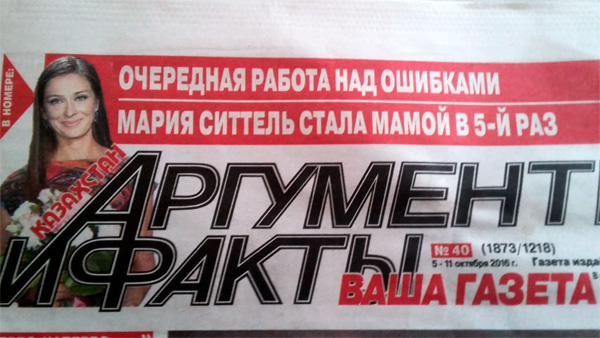 В НОМЕРЕ:
ОЧЕРЕДНАЯ РАБОТА НАД ОШИБКАМИ
МАРИЯ СИТТЕЛЬ СТАЛА МАМОЙ В 5-Й РАЗ
КАЗАХСТАН
АРГУМЕНТ
И ФАКТЫ
№ 40 (1873/1218)
5 - 11 октября 2016 г. Газета изда
ВАША ГАЗЕТА